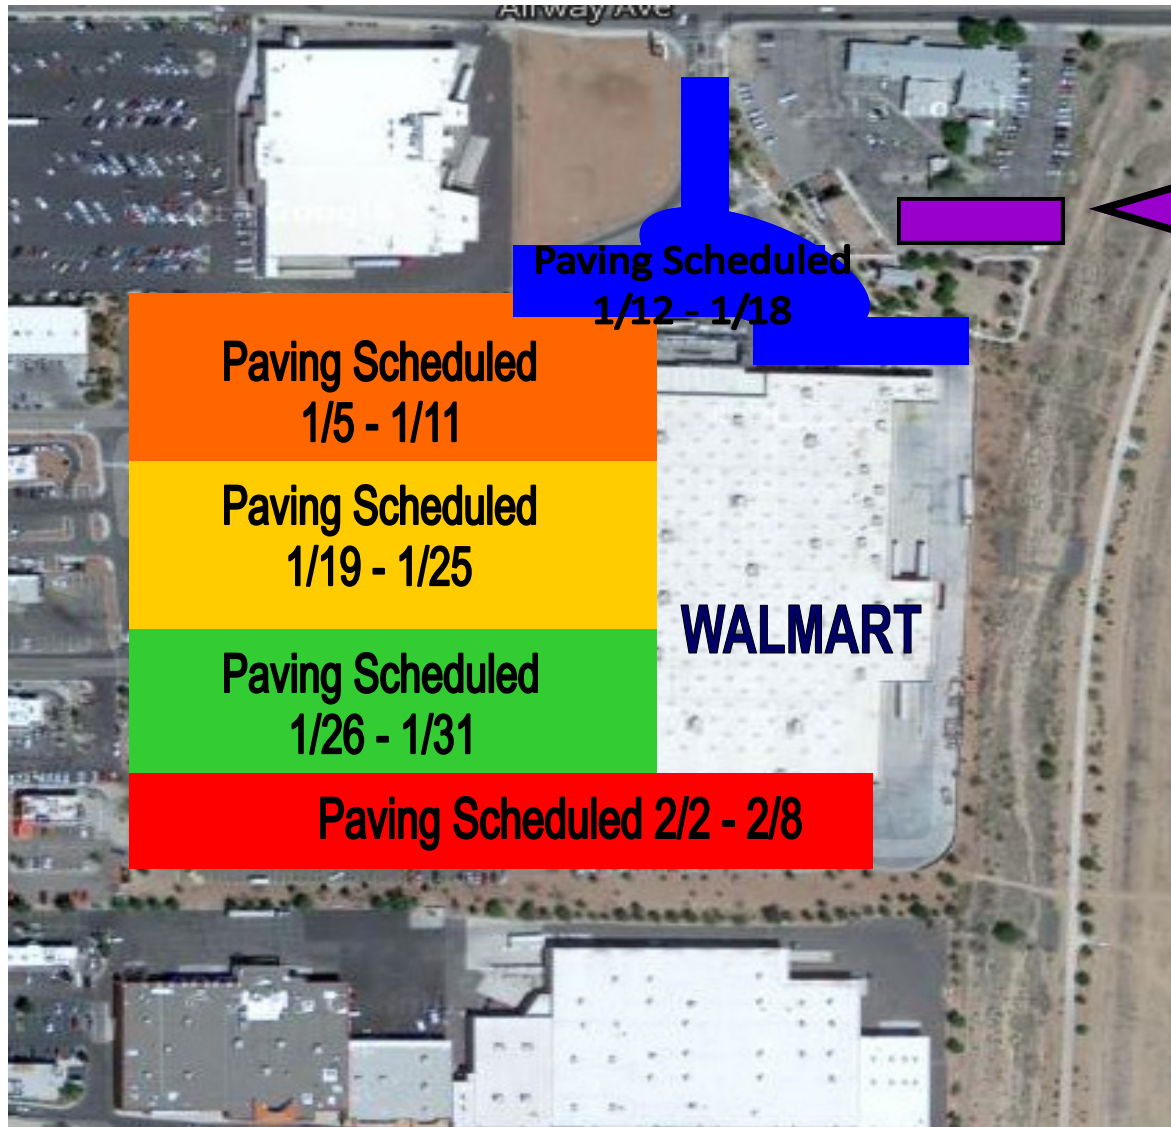 Airway Ave
Paving Scheduled
1/12 - 1/18
Paving Scheduled
1/5 - 1/11
Paving Scheduled
1/19 - 1/25
WALMART
Paving Scheduled
1/26 - 1/31
Paving Scheduled 2/2 - 2/8